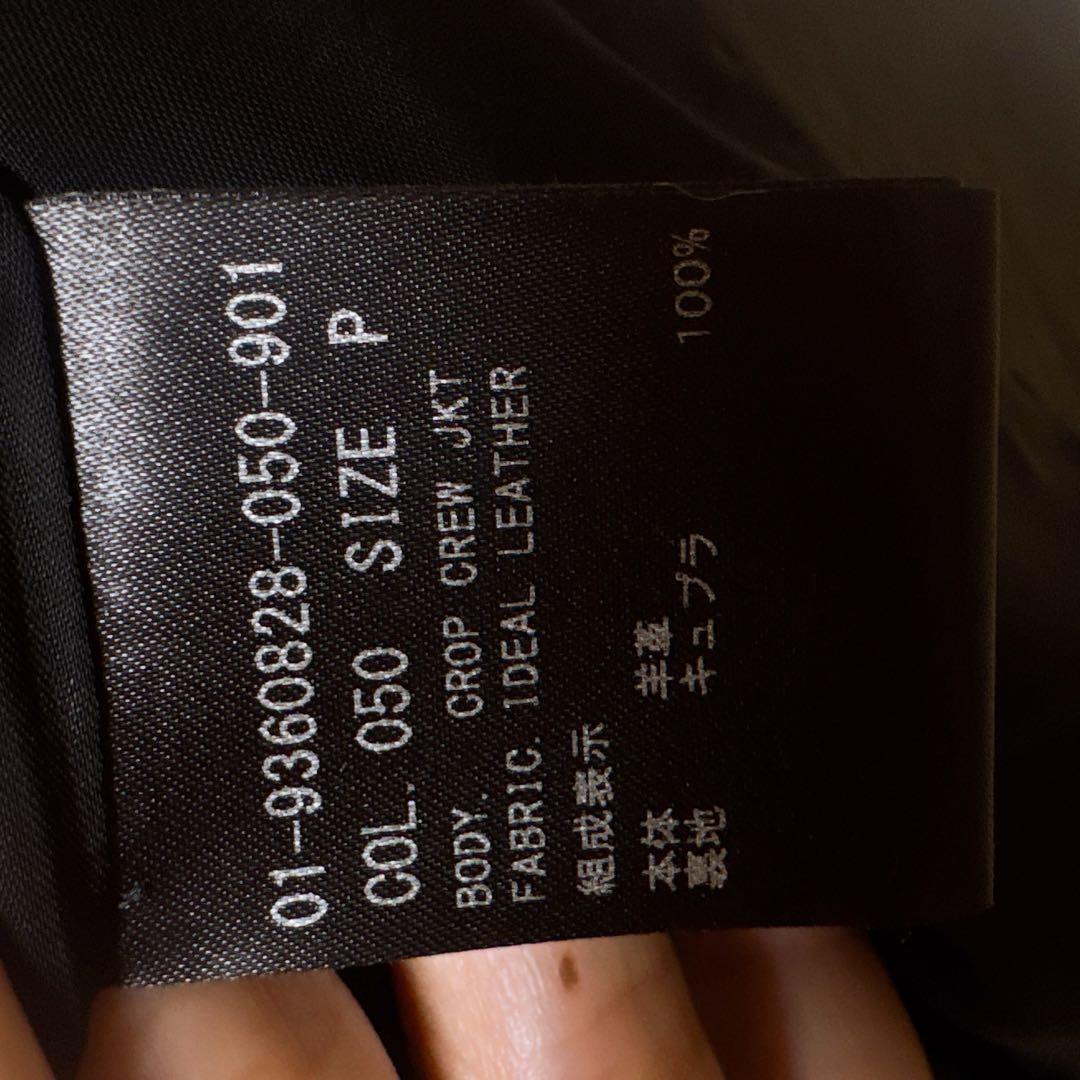 01-9360828-050-901
COL. 050 SIZE P
BODY. CROP CREW JKT
FABRIC. IDEAL LEATHER
組成表示
本体 羊革
裏地 キュプラ 100%